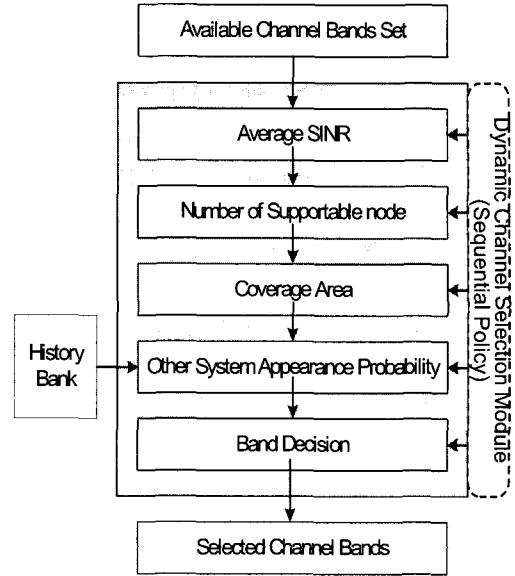 Available Channel Bands Set
Average SINR
Number of Supportable node
Coverage Area
History
Bank
Other System Appearance Probability
Band Decision
Selected Channel Bands
Dynamic Channel Selection Module
(Sequential Policy)